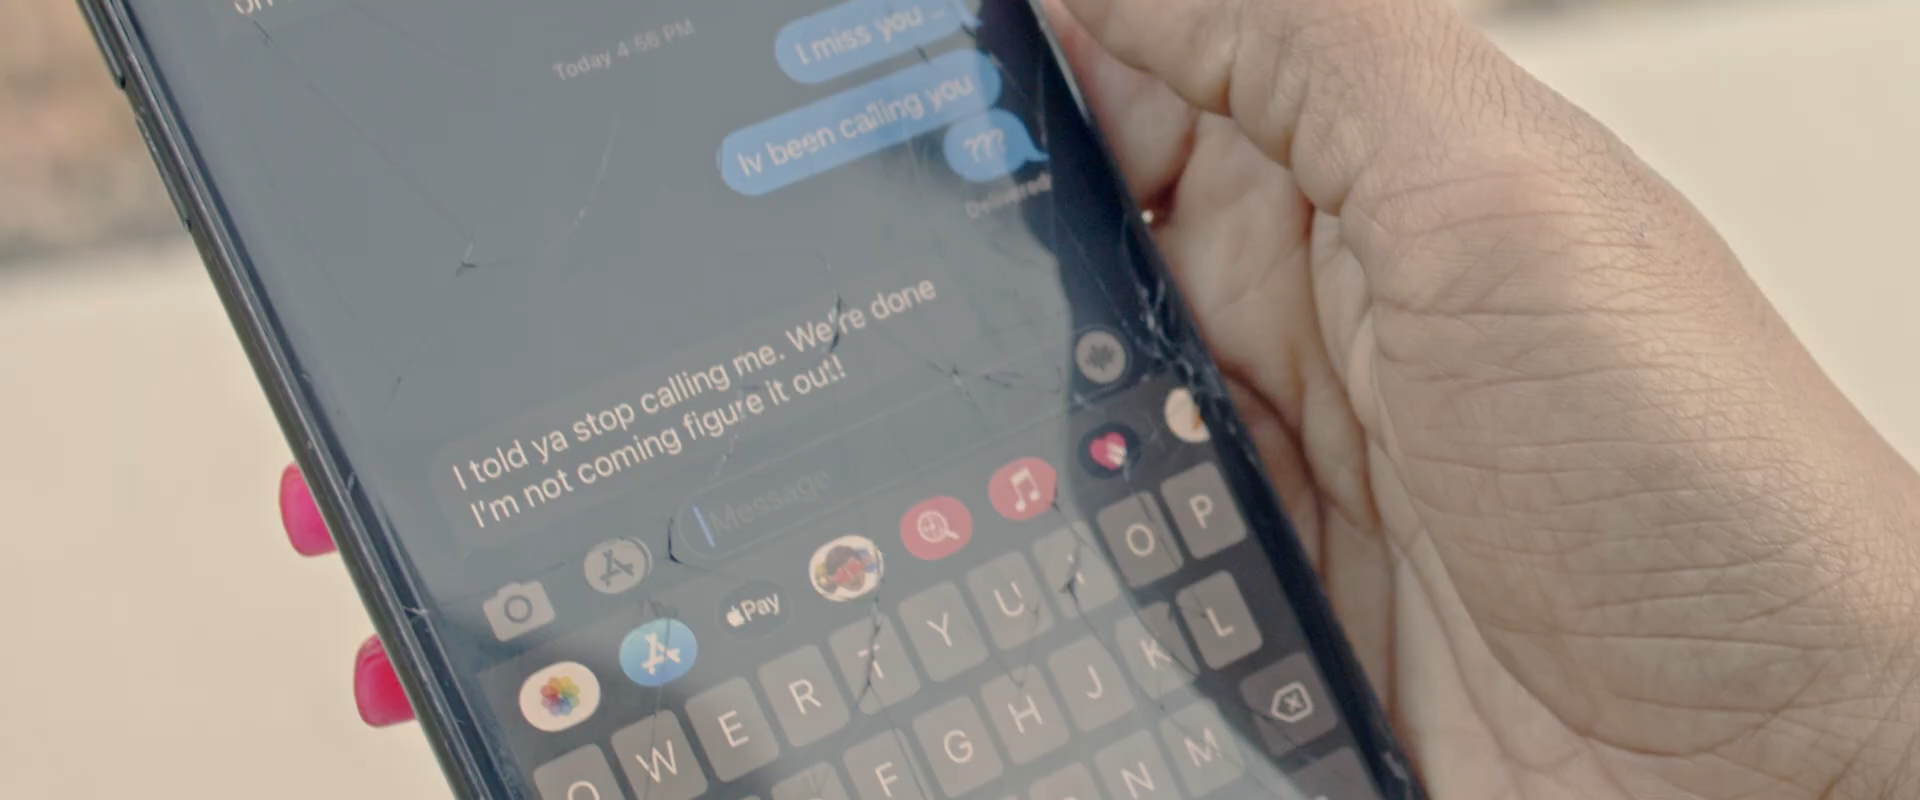 Today 4:56 PM
I miss you ..
Iv been calling you
???
Delivered
I told ya stop calling me. We're done
I'm not coming figure it out!!
Message
Pay
Q W E R T Y U I O P
F G H J K L
N M